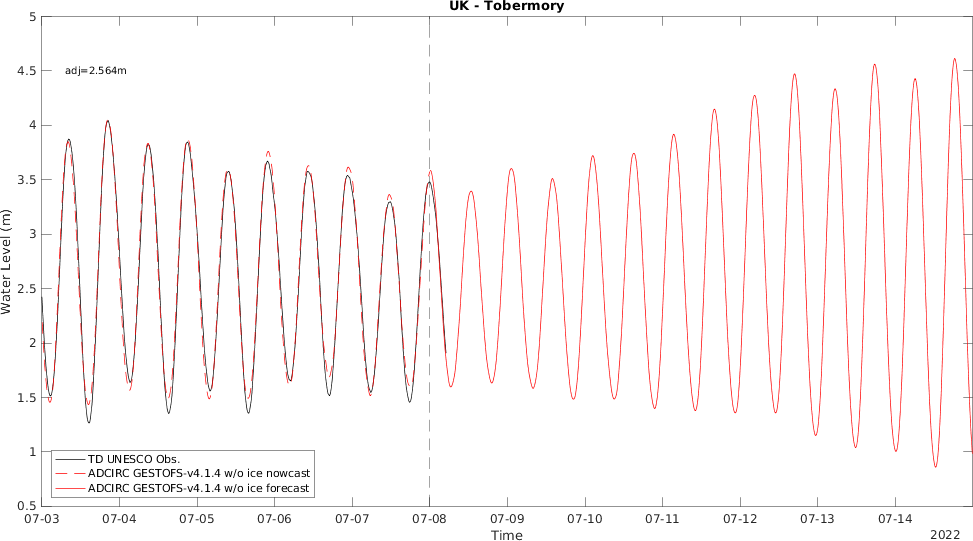 UK - Tobermory
5
4.5
4
3.5
3
2.5
2
1.5
1
0.5
Water Level (m)
adj=2.564m
TD UNESCO Obs.
ADCIRC GESTOFS-v4.1.4 w/o ice nowcast
ADCIRC GESTOFS-v4.1.4 w/o ice forecast
07-03 07-04 07-05 07-06 07-07 07-08 07-09 07-10 07-11 07-12 07-13 07-14
Time
2022